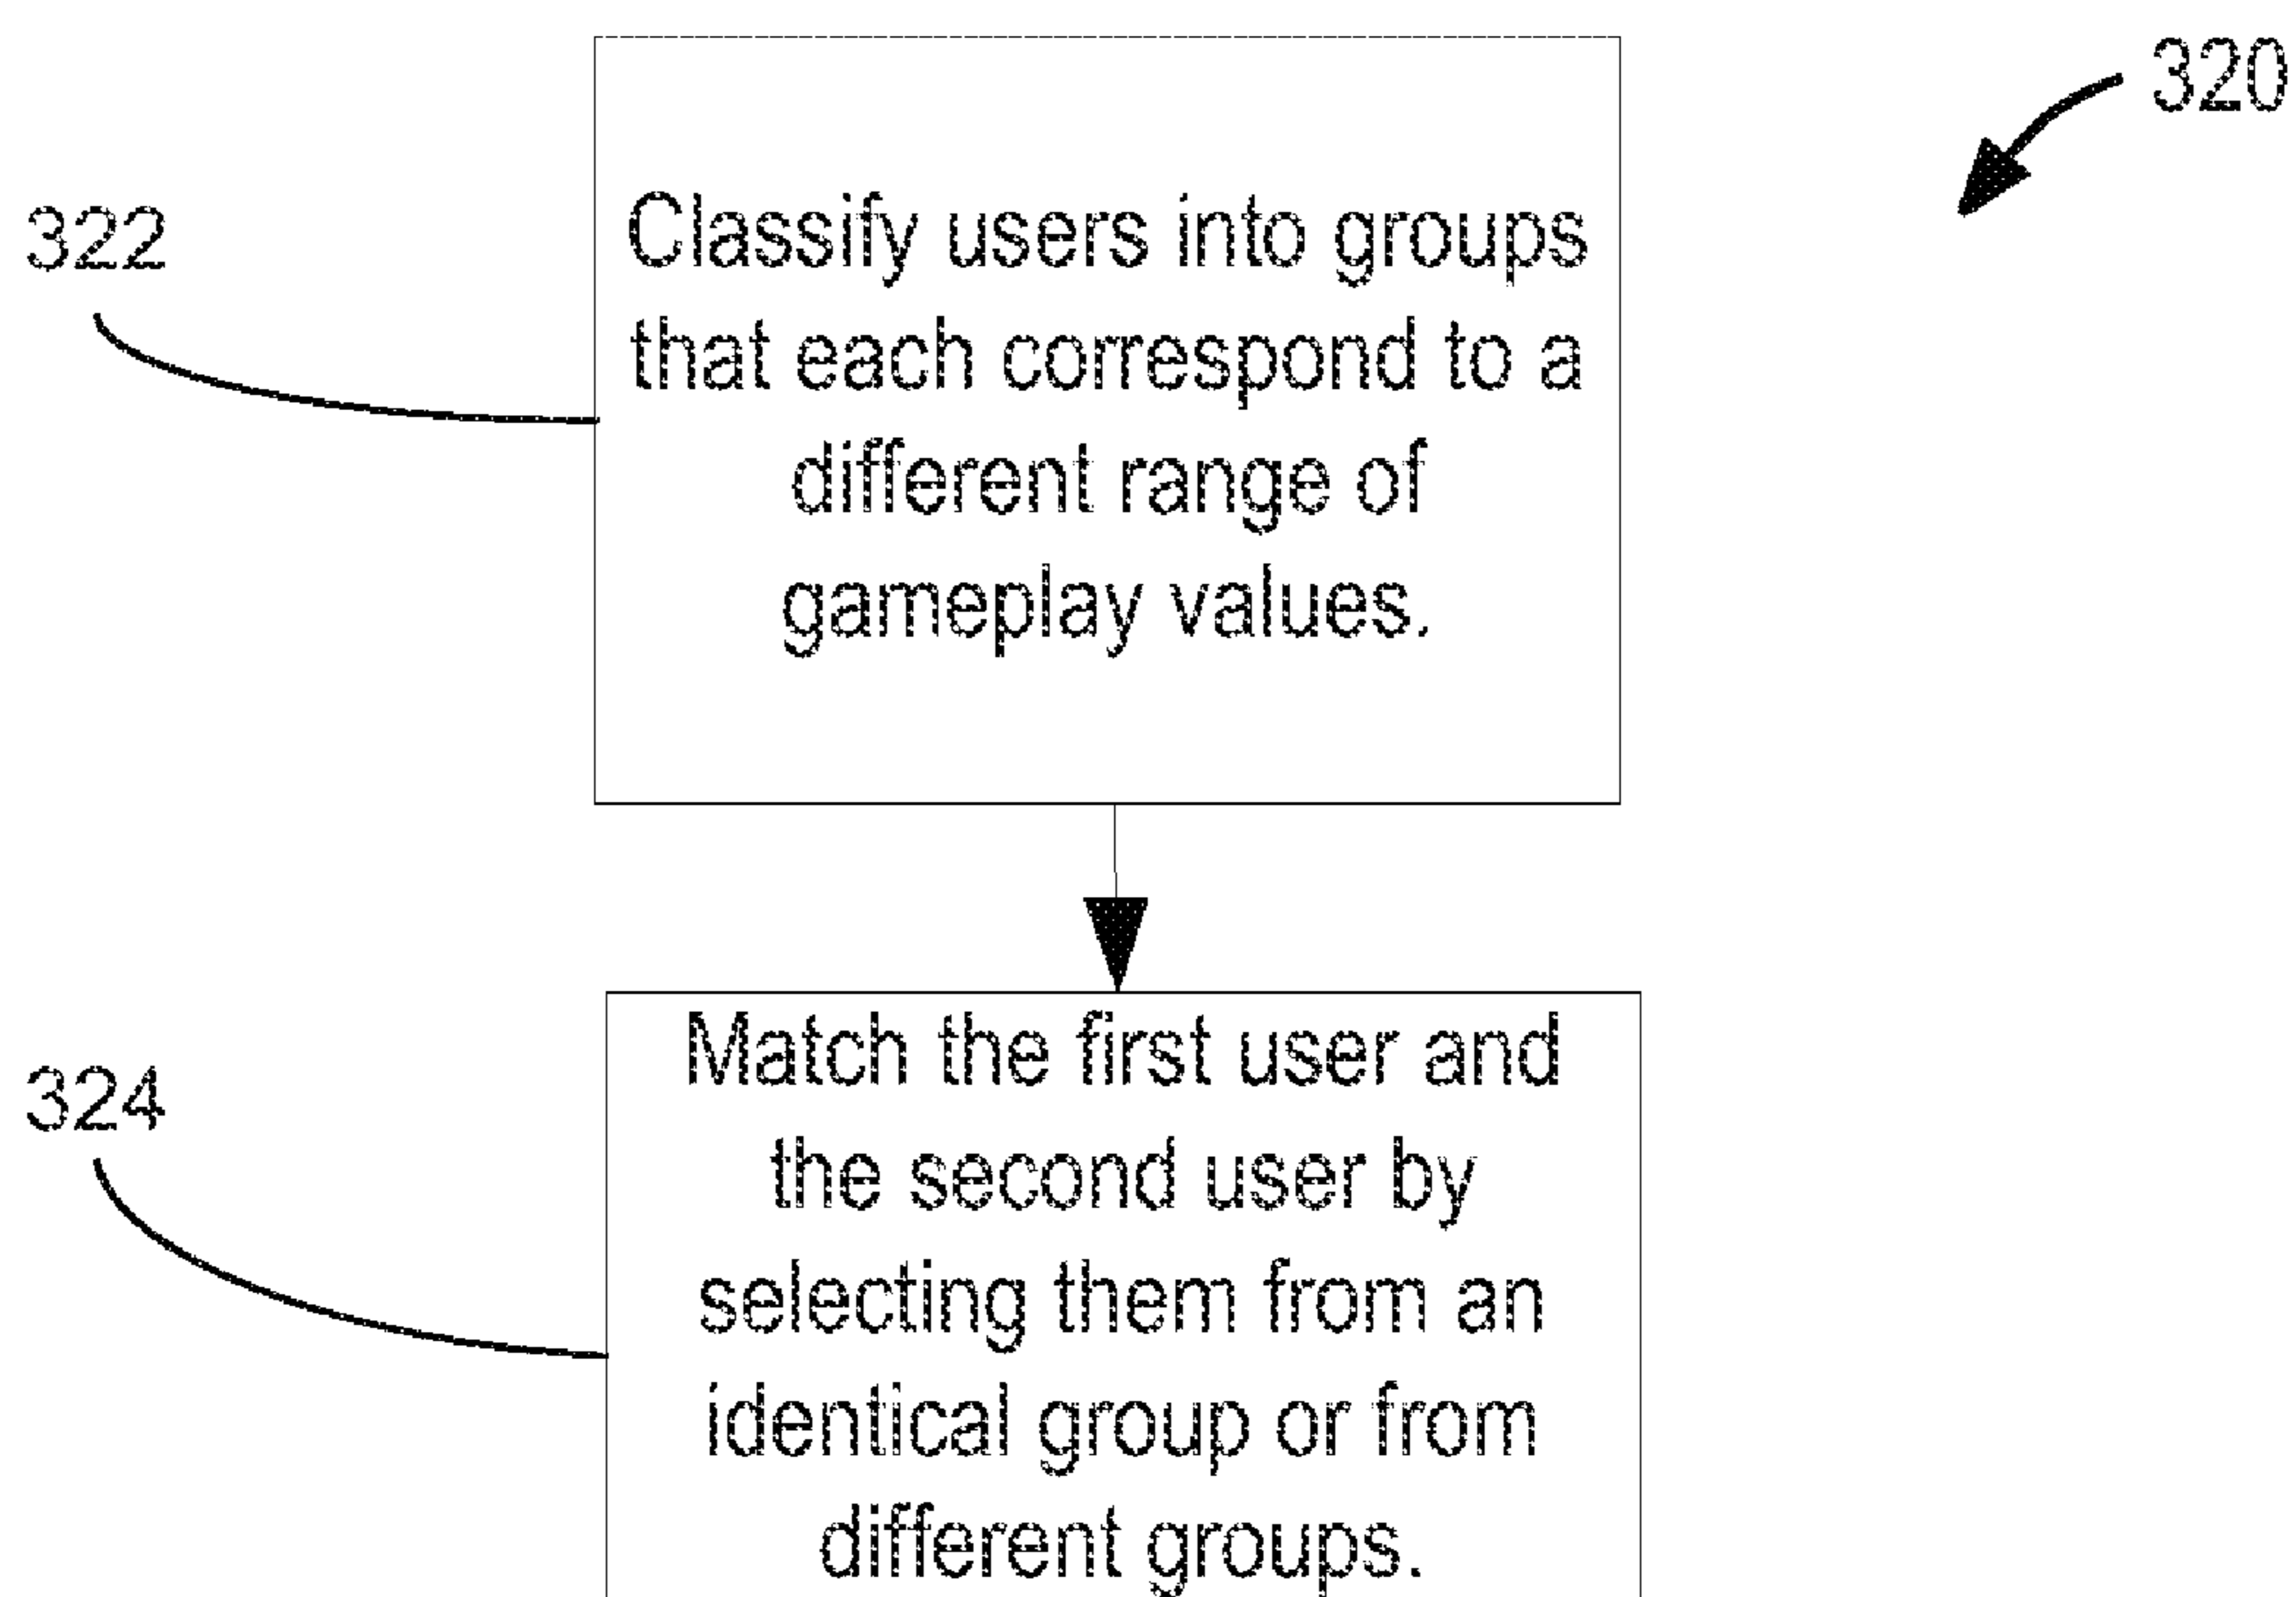 320
322
Classify users into groups
that each correspond to a
different range of
gameplay values.
324
Match the first user and
the second user by
selecting them from an
identical group or from
different groups.